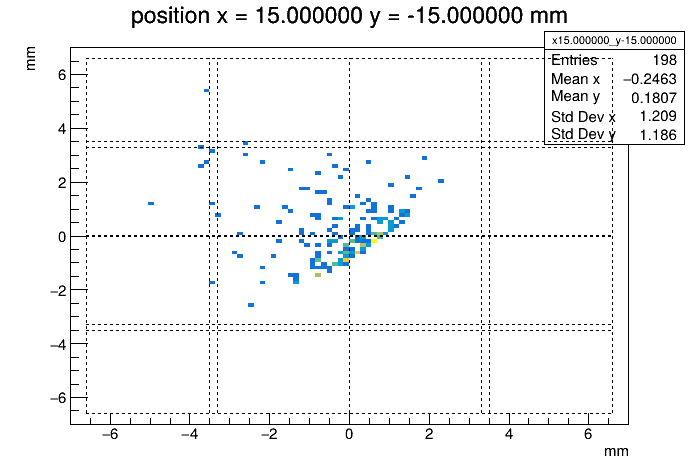 position x = 15.000000 y = -15.000000 mm
x15.000000_y-15.000000
Entries 198
Mean x −0.2463
Mean y 0.1807
Std Dev x 1.209
Std Dev y 1.186
mm
6
4
2
0
−2
−4
−6
−6 −4 −2 0 2 4 6
mm